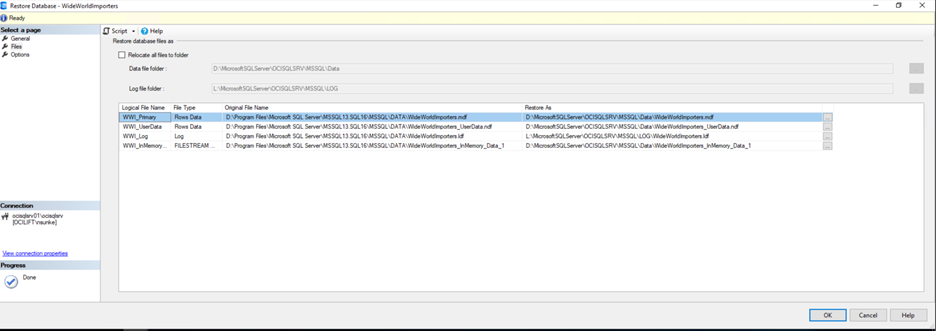 Restore Database - WideWorldImporters
Ready
Select a page
General
Files
Options
Script
Help
Restore database files as
Relocate all files to folder
Data file folder :
D:\MicrosoftSQLServer\OCISQLSRV\MSSQL\Data
Log file folder :
L:\MicrosoftSQLServer\OCISQLSRV\MSSQL\LOG
Logical File Name File Type Original File Name Restore As
WWI_Primary Rows Data D:\Program Files\Microsoft SQL Server\MSSQL13.SQL16\MSSQL\DATA\WideWorldImporters.mdf D:\MicrosoftSQLServer\OCISQLSRV\MSSQL\Data\WideWorldImporters.mdf ...
WWI_UserData Rows Data D:\Program Files\Microsoft SQL Server\MSSQL13.SQL16\MSSQL\DATA\WideWorldImporters_UserData.ndf D:\MicrosoftSQLServer\OCISQLSRV\MSSQL\Data\WideWorldImporters_UserData.ndf ...
WWI_Log Log D:\Program Files\Microsoft SQL Server\MSSQL13.SQL16\MSSQL\DATA\WideWorldImporters.ldf L:\MicrosoftSQLServer\OCISQLSRV\MSSQL\LOG\WideWorldImporters.ldf ...
WWI_InMemory... FILESTREAM ... D:\Program Files\Microsoft SQL Server\MSSQL13.SQL16\MSSQL\DATA\WideWorldImporters_InMemory_Data_1 D:\MicrosoftSQLServer\OCISQLSRV\MSSQL\Data\WideWorldImporters_InMemory_Data_1 ...
Connection
ocisqlsrv01\ocisqlsrv
[OCILIFT\nsunke]
View connection properties
Progress
Done
OK Cancel Help